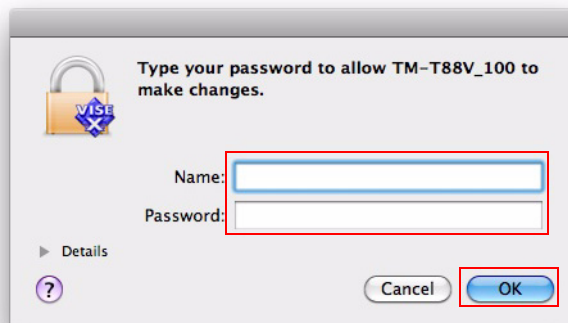 Type your password to allow TM-T88V_100 to
make changes.
VISE
X
Name:
Password:
Details
?
Cancel
OK